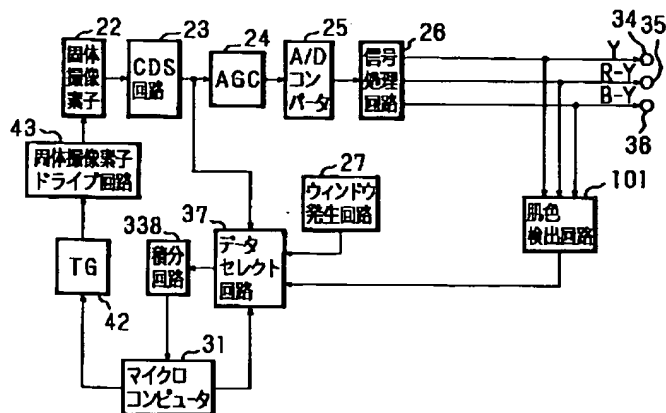 22
固体
撮像
素子
23
CDS
回路
24
AGC
25
A/D
コン
バータ
26
信号
処理
回路
Y
R-Y
B-Y
34
35
36
43
固体撮像素子
ドライブ回路
27
ウィンドウ
発生回路
101
肌色
検出回路
37
データ
セレクト
回路
338
積分
回路
TG
42
31
マイクロ
コンピュータ